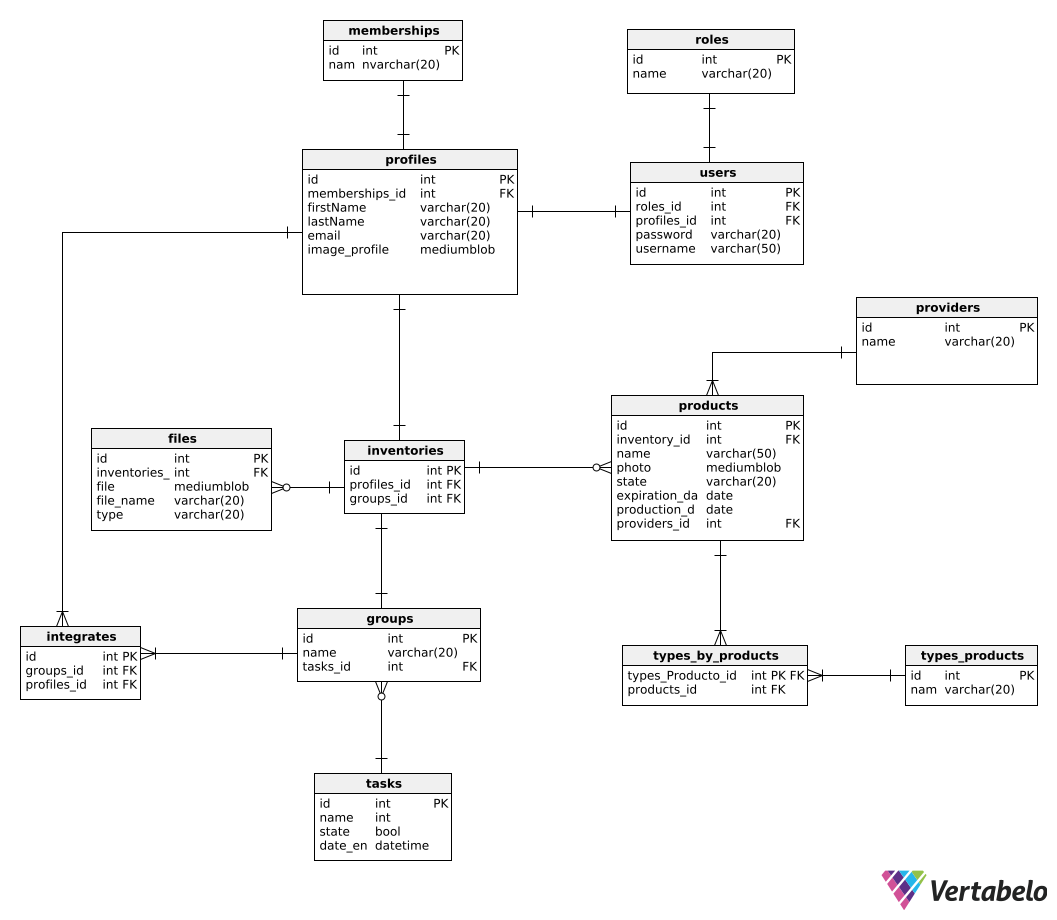 memberships
id int PK
nam nvarchar(20)
roles
id int PK
name varchar(20)
profiles
id int PK
memberships_id int FK
firstName varchar(20)
lastName varchar(20)
email varchar(20)
image_profile mediumblob
users
id int PK
roles_id int FK
profiles_id int FK
password varchar(20)
username varchar(50)
providers
id int PK
name varchar(20)
products
id int PK
inventory_id int FK
name varchar(50)
photo mediumblob
state varchar(20)
expiration_da date
production_d date
providers_id int FK
files
id int PK
inventories_ int FK
file mediumblob
file_name varchar(20)
type varchar(20)
inventories
id int PK
profiles_id int FK
groups_id int FK
integrates
id int PK
groups_id int FK
profiles_id int FK
groups
id int PK
name varchar(20)
tasks_id int FK
types_by_products
types_Producto_id int PK FK
products_id int FK
types_products
id int PK
nam varchar(20)
tasks
id int PK
name int
state bool
date_en datetime
Vertabelo